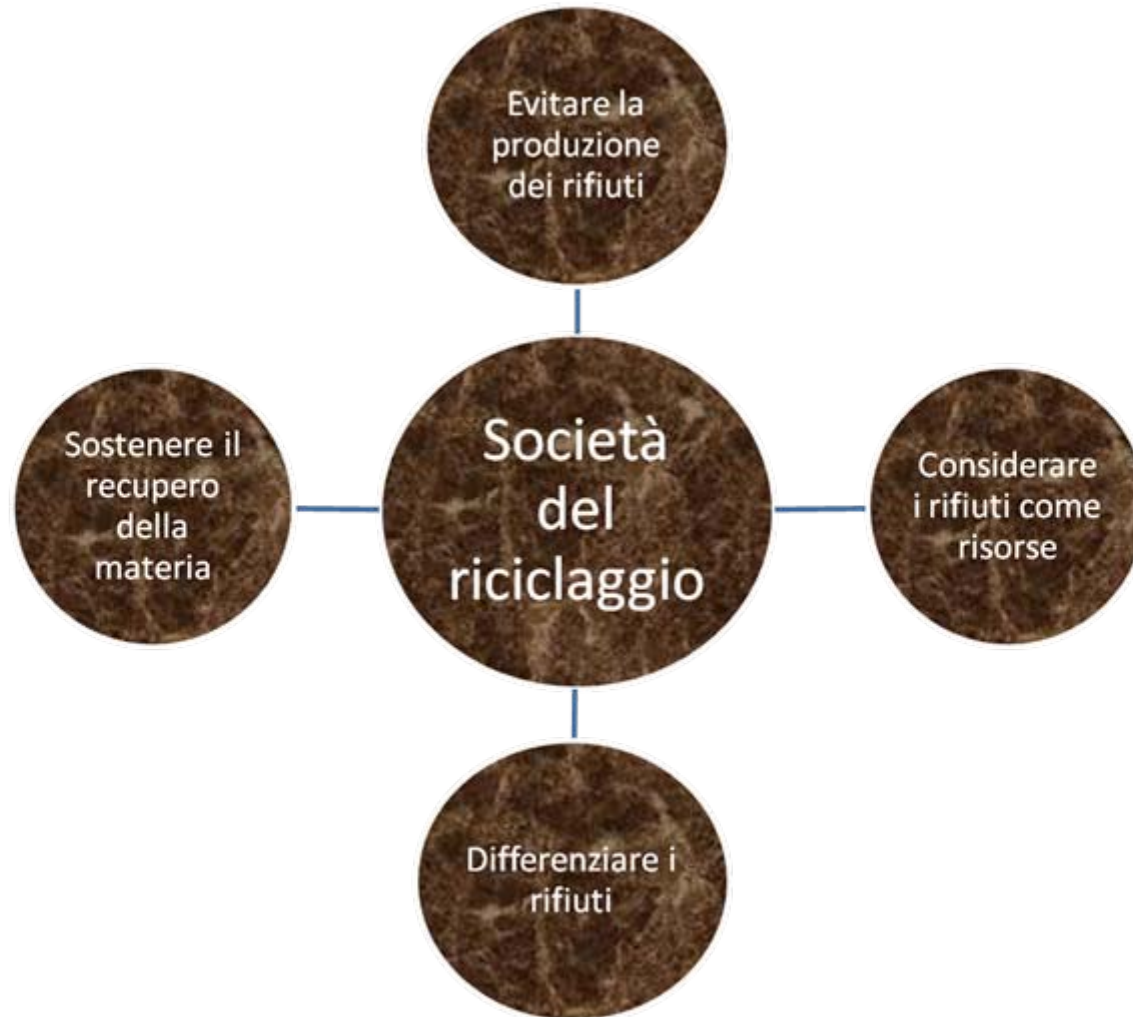 Evitare la
produzione
dei rifiuti
Sostenere il
recupero
della
materia
Società
del
riciclaggio
Considerare
i rifiuti come
risorse
Differenziare i
rifiuti